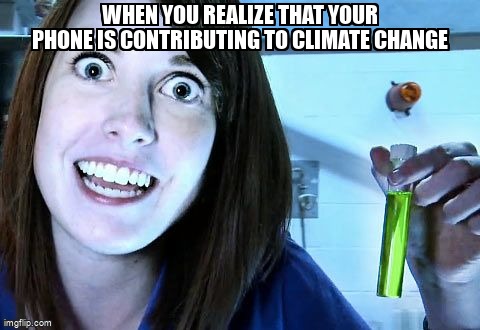 WHEN YOU REALIZE THAT YOUR
PHONE IS CONTRIBUTING TO CLIMATE CHANGE
imgflip.com